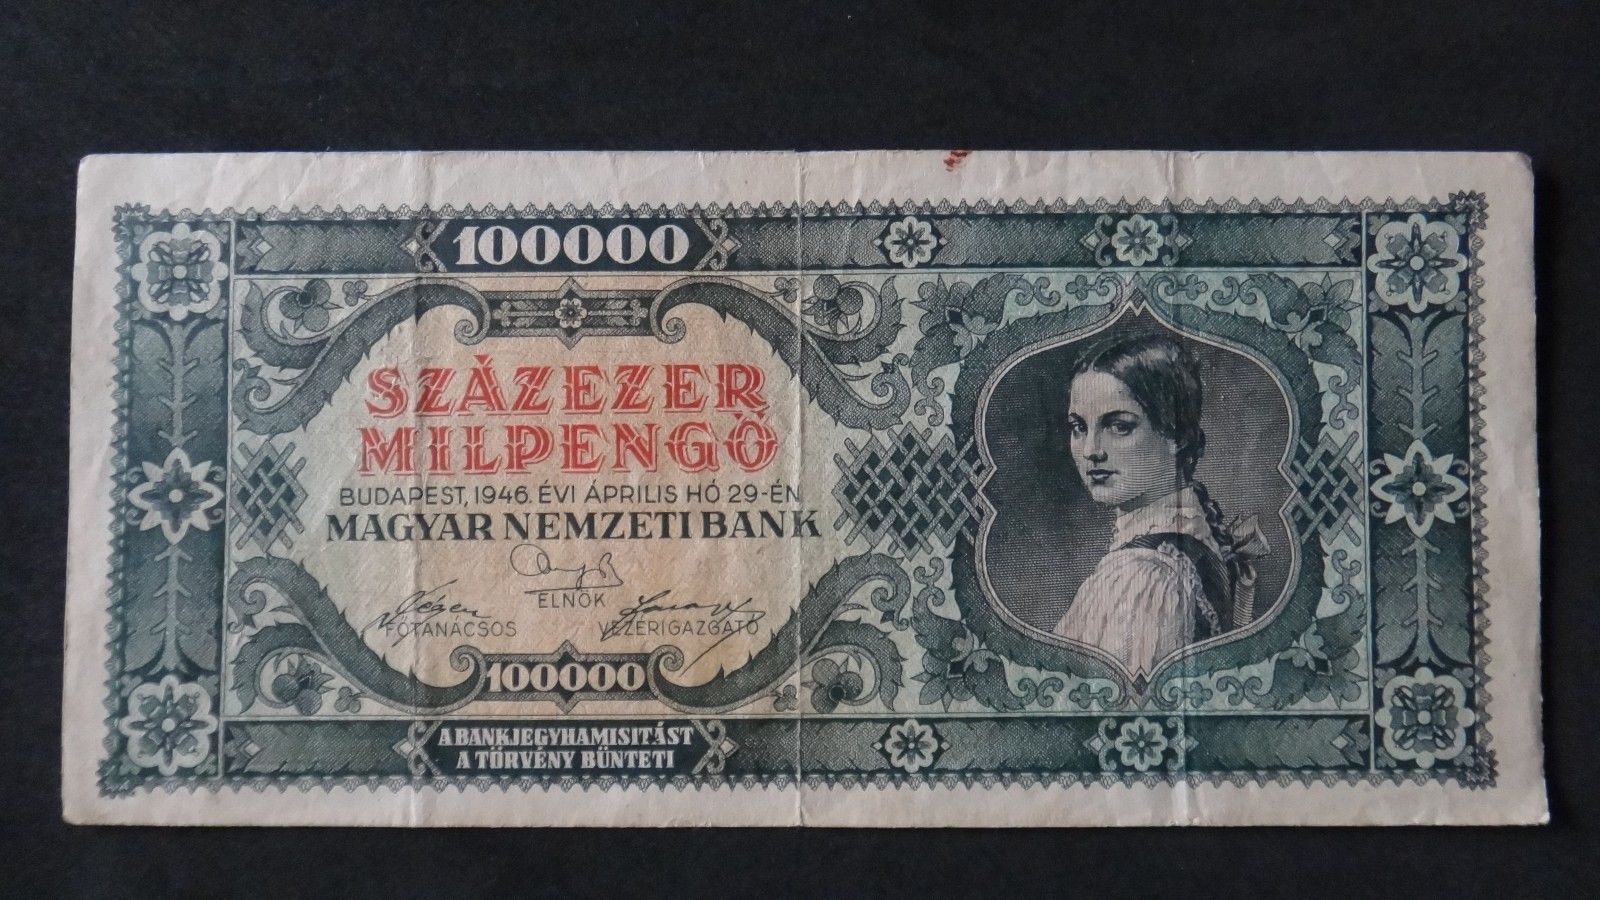 100000
SZÁZEZER
MILPENGŐ
BUDAPEST, 1946. ÉVI ÁPRILIS HÓ 29-ÉN
MAGYAR NEMZETI BANK
ELNÖK
FŐTANÁCSOS
VEZÉRIGAZGATÓ
100000
A BANKJEGYHAMISITÁST
A TÖRVÉNY BÜNTETI